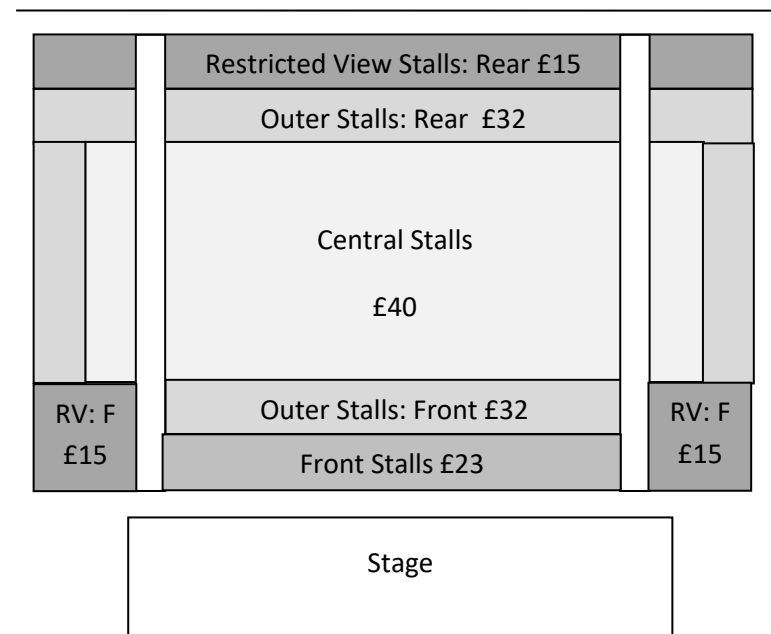 Restricted View Stalls: Rear £15
Outer Stalls: Rear £32
Central Stalls
£40
RV: F
£15
Outer Stalls: Front £32
Front Stalls £23
RV: F
£15
Stage